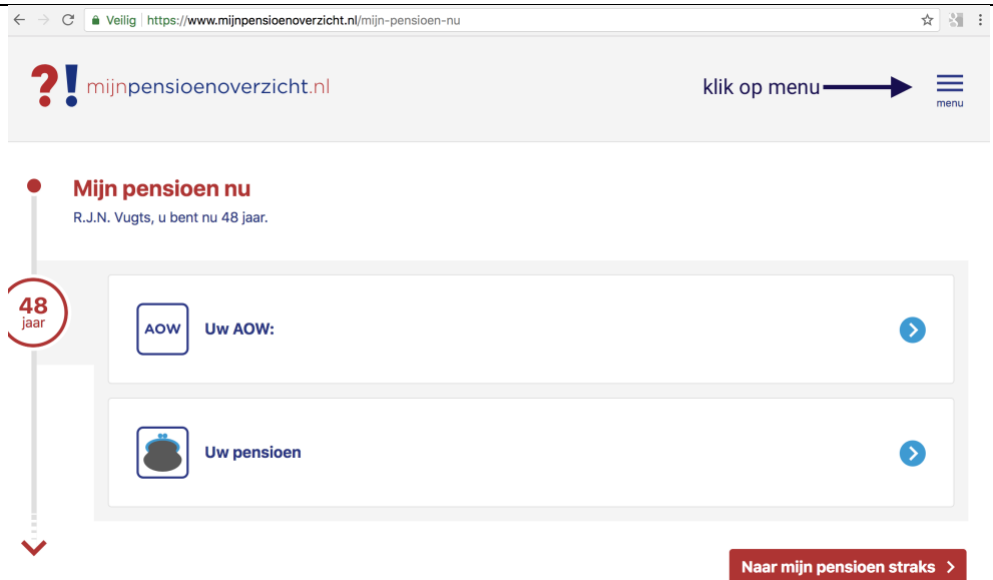 Veilig | https://www.mijnpensioenoverzicht.nl/mijn-pensioen-nu
?! mijnpensioenoverzicht.nl
klik op menu
menu
Mijn pensioen nu
R.J.N. Vugts, u bent nu 48 jaar.
48
jaar
AOW Uw AOW:
Uw pensioen
Naar mijn pensioen straks